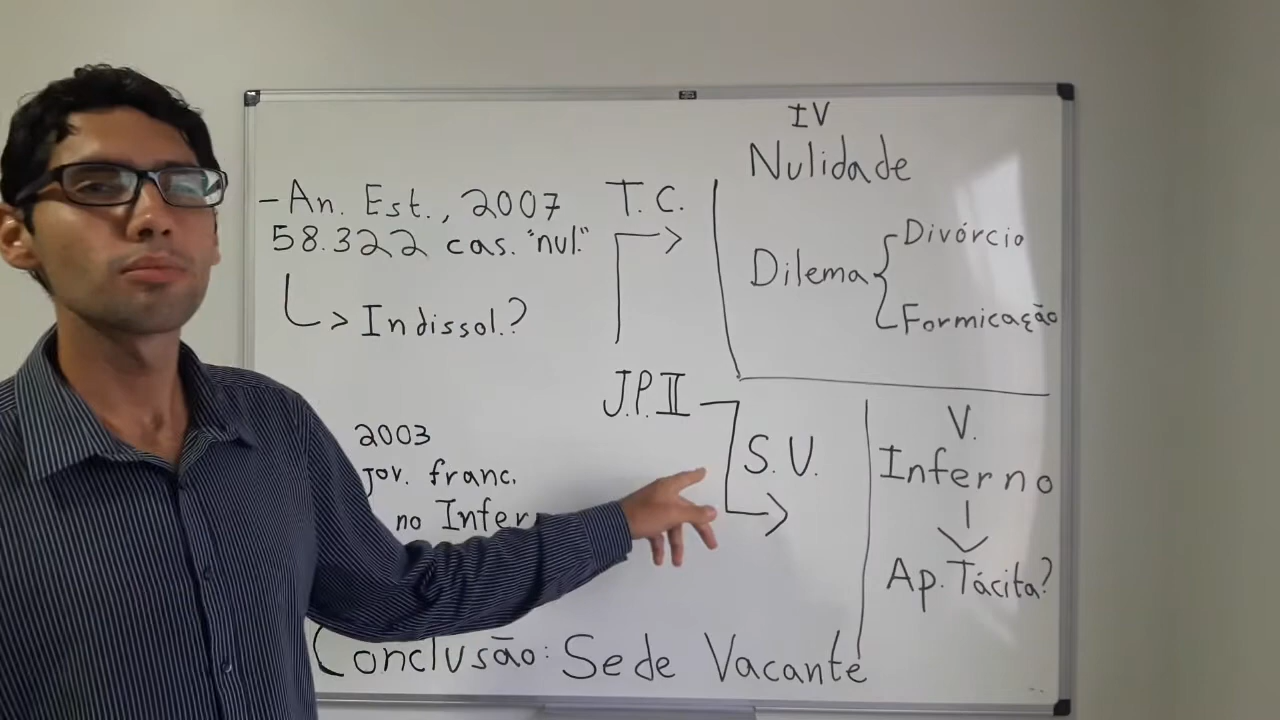 - An. Est., 2007
58.322 cas. "nul."
> Indissol.?
2003
jov. franc.
no Infer
T. C.
J.P.II
S.V.
IV
Nulidade
Dilema
Divórcio
Formicação
V.
Inferno
Ap. Tácita?
Conclusão: Sede Vacante